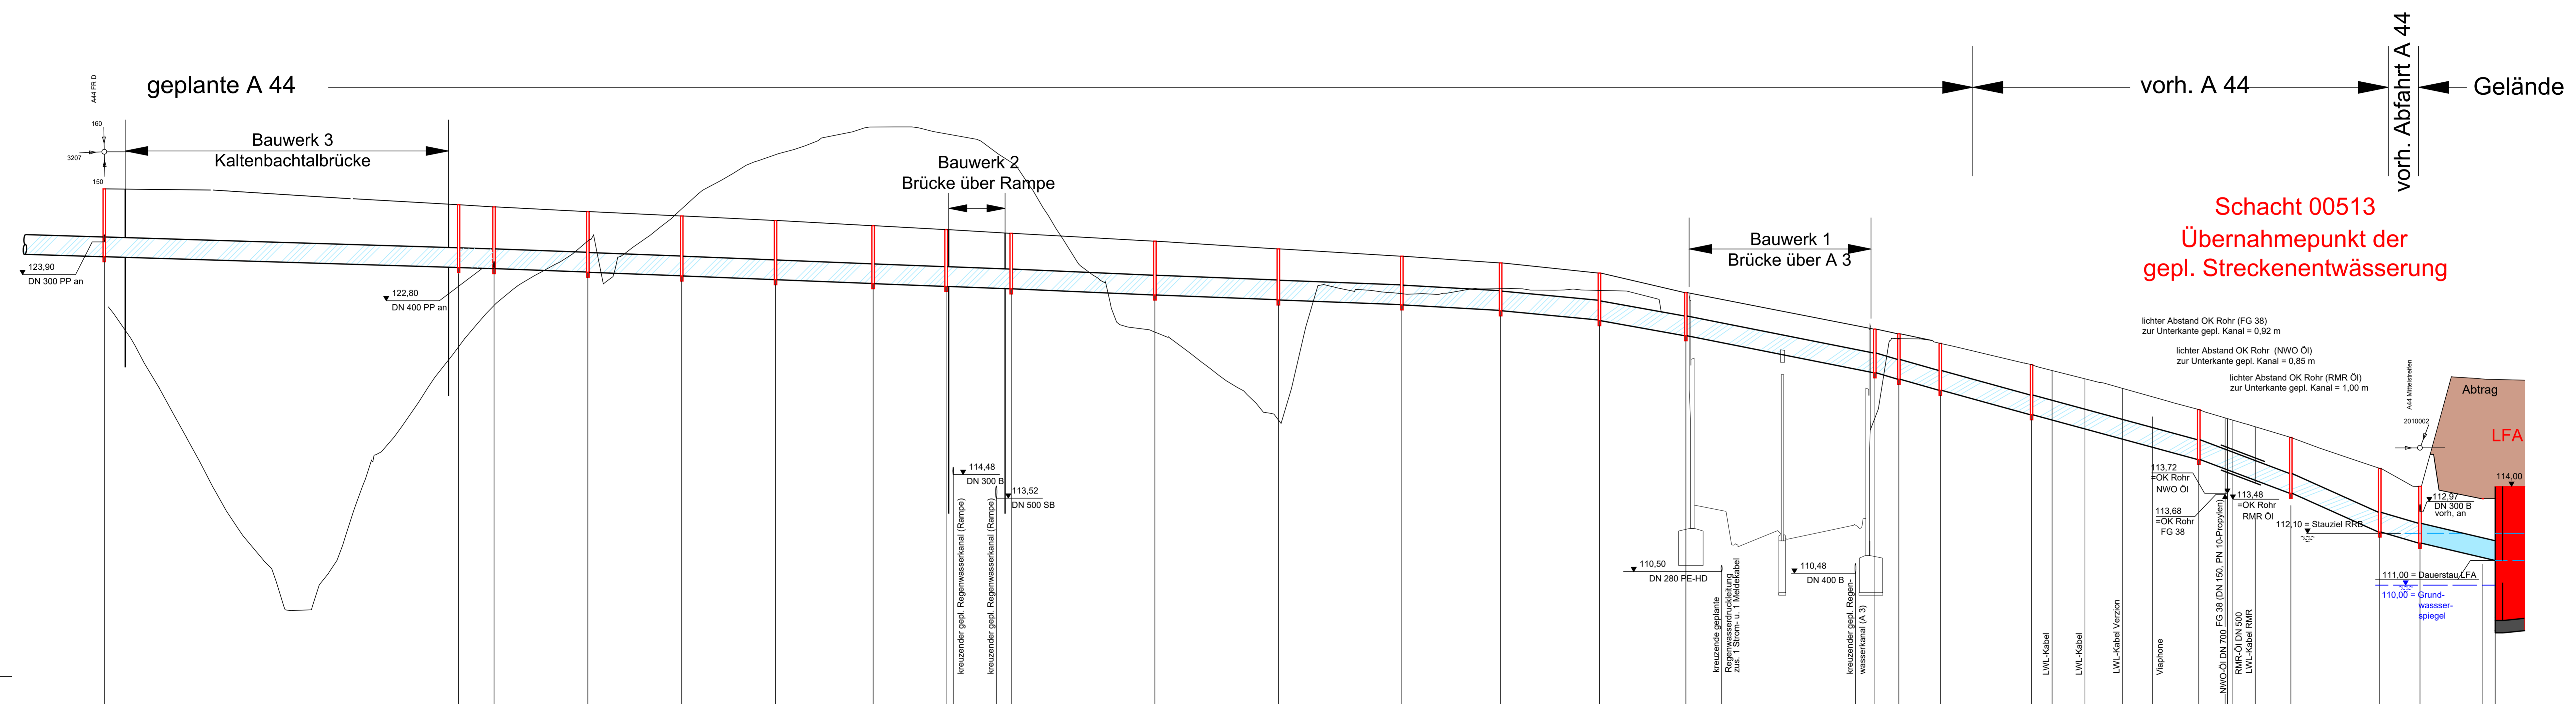 geplante A 44
vorh. A 44
vorh. Abfahrt A 44
Gelände
A44 FR D
160
3207
150
Bauwerk 3
Kaltenbachtalbrücke
Bauwerk 2
Brücke über Rampe
Bauwerk 1
Brücke über A 3
Schacht 00513
Übernahmepunkt der
gepl. Streckenentwässerung
123,90
DN 300 PP an
122,80
DN 400 PP an
lichter Abstand OK Rohr (FG 38)
zur Unterkante gepl. Kanal = 0,92 m
lichter Abstand OK Rohr (NWO Öl)
zur Unterkante gepl. Kanal = 0,85 m
lichter Abstand OK Rohr (RMR Öl)
zur Unterkante gepl. Kanal = 1,00 m
A44 Mittelstreifen
2010002
Abtrag
LFA
114,00
114,48
DN 300 B
113,52
DN 500 SB
kreuzender gepl. Regenwasserkanal (Rampe)
kreuzender gepl. Regenwasserkanal (Rampe)
110,50
DN 280 PE-HD
kreuzende geplante
Regenwasserdruckleitung
zus. 1 Strom- u. 1 Meldekabel
110,48
DN 400 B
kreuzender gepl. Regen-
wasserkanal (A 3)
113,72
=OK Rohr
NWO Öl
113,68
=OK Rohr
FG 38
113,48
=OK Rohr
RMR Öl
112,97
DN 300 B
vorh, an
112,10 = Stauziel RRB
111,00 = Dauerstau LFA
110,00 = Grund-
wassser-
spiegel
LWL-Kabel
LWL-Kabel
LWL-Kabel Verzion
Viaphone
NWO-Öl DN 700
FG 38 (DN 150, PN 10-Propylen)
RMR-Öl DN 500
LWL-Kabel RMR